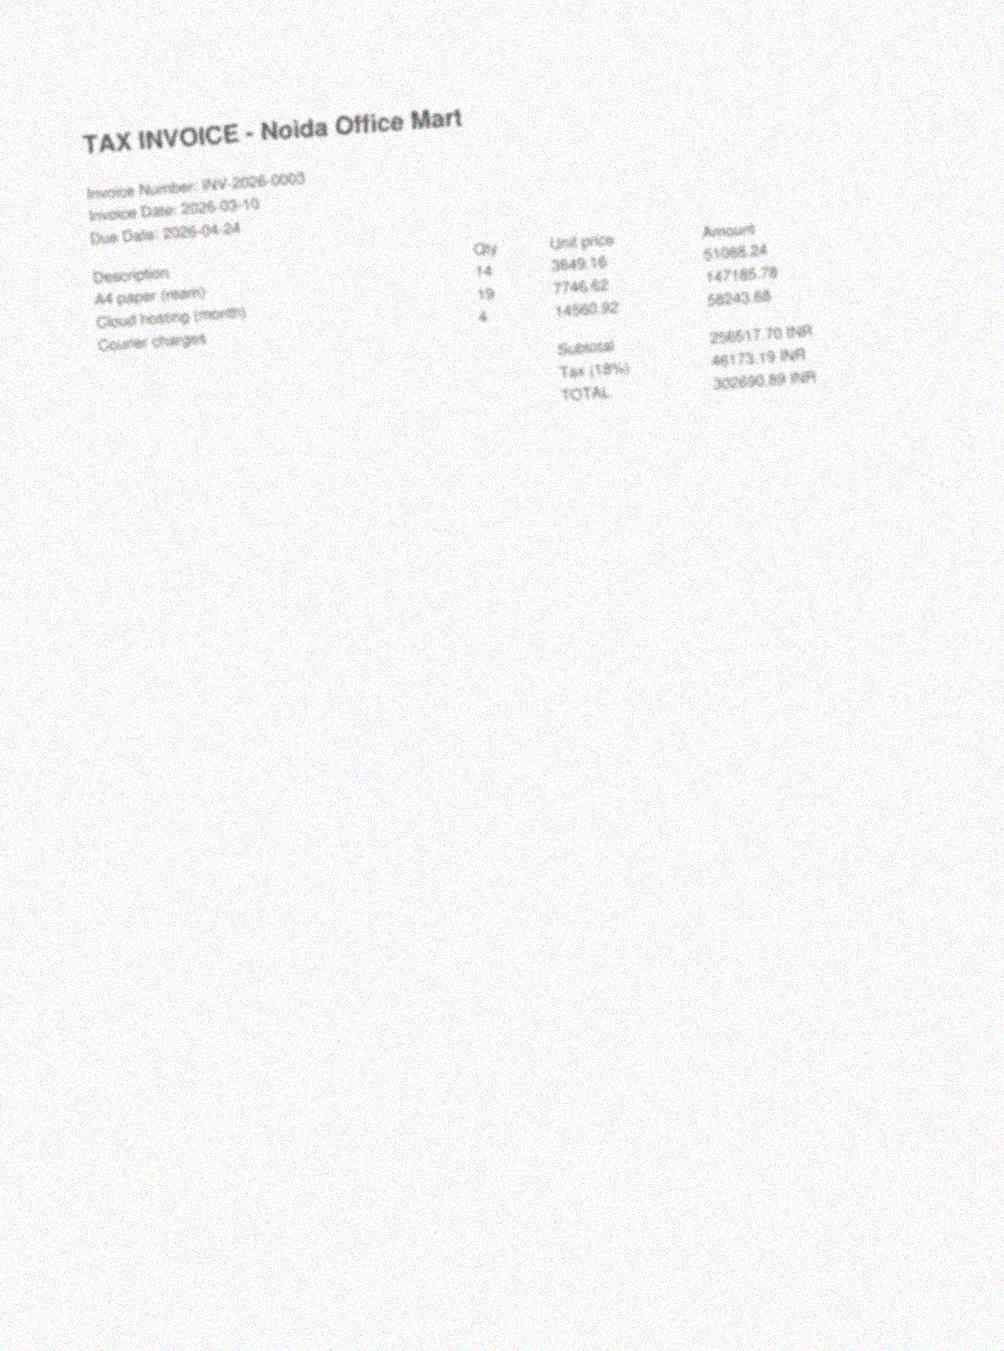 TAX INVOICE - Noida Office Mart
Invoice Number: INV-2026-0003
Invoice Date: 2026-03-10
Due Date: 2026-04-24
Description Qty Unit price Amount
A4 paper (ream) 14 3649.16 51088.24
Cloud hosting (month) 19 7746.62 147185.78
Courier charges 4 14560.92 58243.68
Subtotal 256517.70 INR
Tax (18%) 46173.19 INR
TOTAL 302690.89 INR